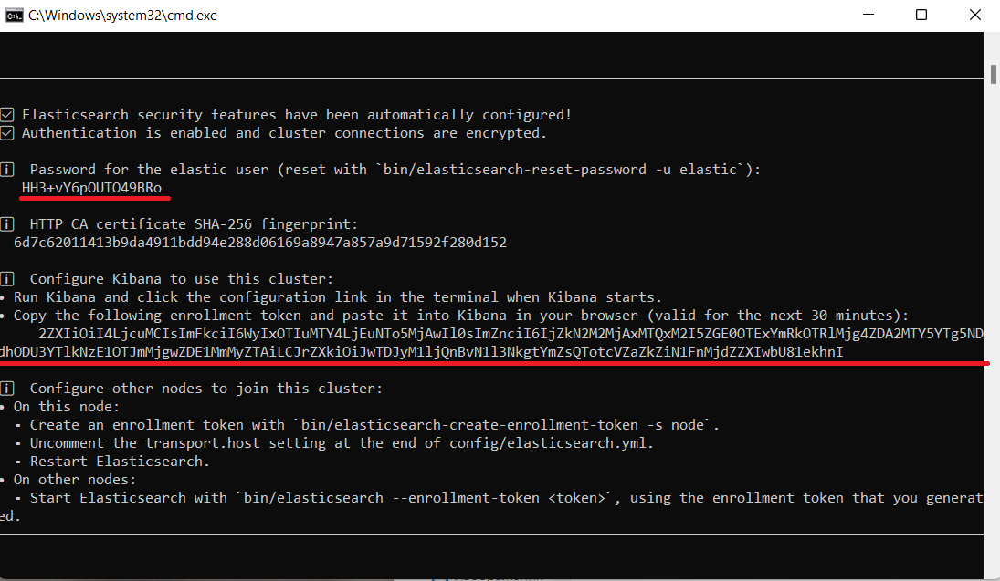 C:\Windows\system32\cmd.exe
Elasticsearch security features have been automatically configured!
Authentication is enabled and cluster connections are encrypted.
Password for the elastic user (reset with `bin/elasticsearch-reset-password -u elastic`):
HH3+vY6pOUTO49BRo
HTTP CA certificate SHA-256 fingerprint:
6d7c62011413b9da4911bdd94e288d06169a8947a857a9d71592f280d152
Configure Kibana to use this cluster:
• Run Kibana and click the configuration link in the terminal when Kibana starts.
• Copy the following enrollment token and paste it into Kibana in your browser (valid for the next 30 minutes):
2ZXIiOiI4LjcuMCIsImFkciI6WyIxOTIuMTY4LjEuNTo5MjAwIl0sImZnciI6IjZkN2M2MjAxMTQxM2I5ZGE0OTExYmRkOTRlMjg4ZDA2MTY5YTg5ND
dhODU3YTlkNzE1OTJmMjgwZDE1MmMyZTAiLCJrZXkiOiJwTDJyM1ljQnBvN1l3NkgtYmZsQTotcVZaZkZiN1FnMjdZZXIwbU81ekhnI
Configure other nodes to join this cluster:
• On this node:
- Create an enrollment token with `bin/elasticsearch-create-enrollment-token -s node`.
- Uncomment the transport.host setting at the end of config/elasticsearch.yml.
- Restart Elasticsearch.
• On other nodes:
- Start Elasticsearch with `bin/elasticsearch --enrollment-token <token>`, using the enrollment token that you generat
ed.